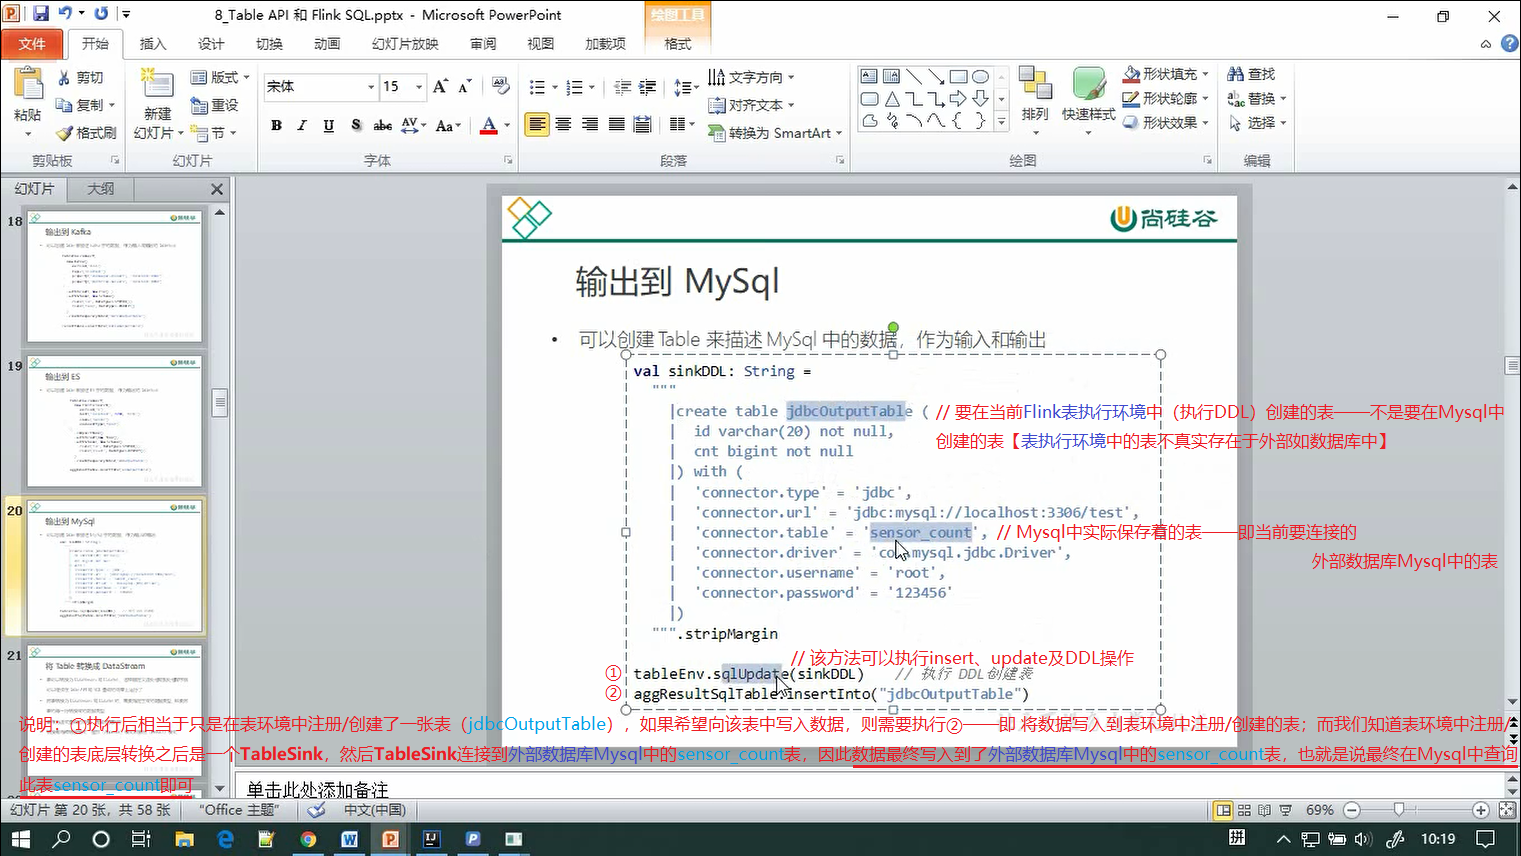 8_Table API 和 Flink SQL.pptx - Microsoft PowerPoint
绘图工具
文件 开始 插入 设计 切换 动画 幻灯片放映 审阅 视图 加载项 格式
粘贴 剪切 复制 格式刷
剪贴板
新建
幻灯片 版式 重设 节
幻灯片
宋体 15
B I U S abc AV Aa A
字体
文字方向
对齐文本
转换为 SmartArt
段落
排列 快速样式
形状填充
形状轮廓
形状效果
绘图
查找
替换
选择
编辑
幻灯片 大纲
18
输出到 Kafka
19
输出到 ES
20
输出到 MySql
21
将 Table 转换成 DataStream
尚硅谷
输出到 MySql
• 可以创建 Table 来描述 MySql 中的数据，作为输入和输出
val sinkDDL: String =
"""
|create table jdbcOutputTable ( // 要在当前Flink表执行环境中（执行DDL）创建的表——不是要在Mysql中
创建的表【表执行环境中的表不真实存在于外部如数据库中】
| id varchar(20) not null,
| cnt bigint not null
|) with (
| 'connector.type' = 'jdbc',
| 'connector.url' = 'jdbc:mysql://localhost:3306/test',
| 'connector.table' = 'sensor_count', // Mysql中实际保存着的表——即当前要连接的
外部数据库Mysql中的表
| 'connector.driver' = 'com.mysql.jdbc.Driver',
| 'connector.username' = 'root',
| 'connector.password' = '123456'
|)
""".stripMargin
// 该方法可以执行insert、update及DDL操作
① tableEnv.sqlUpdate(sinkDDL) // 执行 DDL创建表
② aggResultSqlTable.insertInto("jdbcOutputTable")
说明：①执行后相当于只是在表环境中注册/创建了一张表（jdbcOutputTable），如果希望向该表中写入数据，则需要执行②——即 将数据写入到表环境中注册/创建的表；而我们知道表环境中注册/
创建的表底层转换之后是一个TableSink，然后TableSink连接到外部数据库Mysql中的sensor_count表，因此数据最终写入到了外部数据库Mysql中的sensor_count表，也就是说最终在Mysql中查询
此表sensor_count即可
单击此处添加备注
幻灯片 第 20 张，共 58 张 "Office 主题" 中文(中国) 69%
拼 10:19